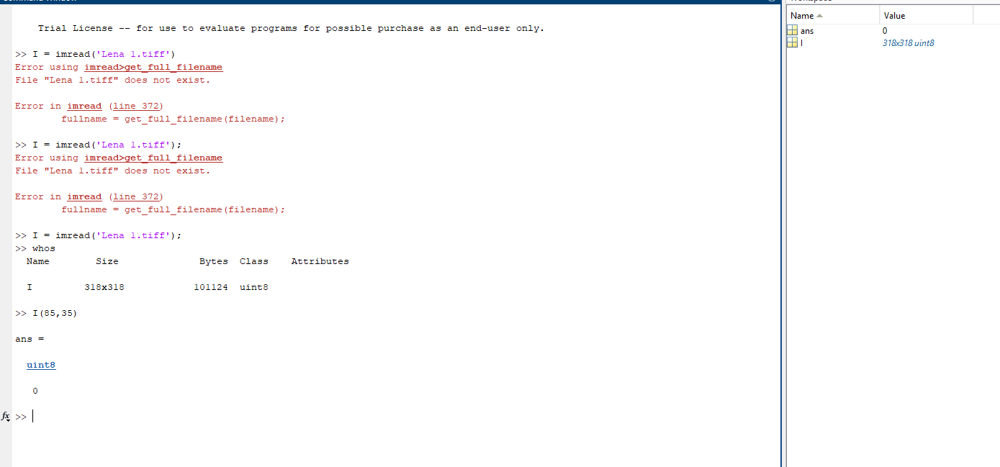 Trial License -- for use to evaluate programs for possible purchase as an end-user only.
>> I = imread('Lena 1.tiff')
Error using imread>get_full_filename
File "Lena 1.tiff" does not exist.
Error in imread (line 372)
fullname = get_full_filename(filename);
>> I = imread('Lena 1.tiff');
Error using imread>get_full_filename
File "Lena 1.tiff" does not exist.
Error in imread (line 372)
fullname = get_full_filename(filename);
>> I = imread('Lena 1.tiff');
>> whos
Name Size Bytes Class Attributes
I 318x318 101124 uint8
>> I(85,35)
ans =
uint8
0
fx >>
Name Value
ans 0
I 318x318 uint8